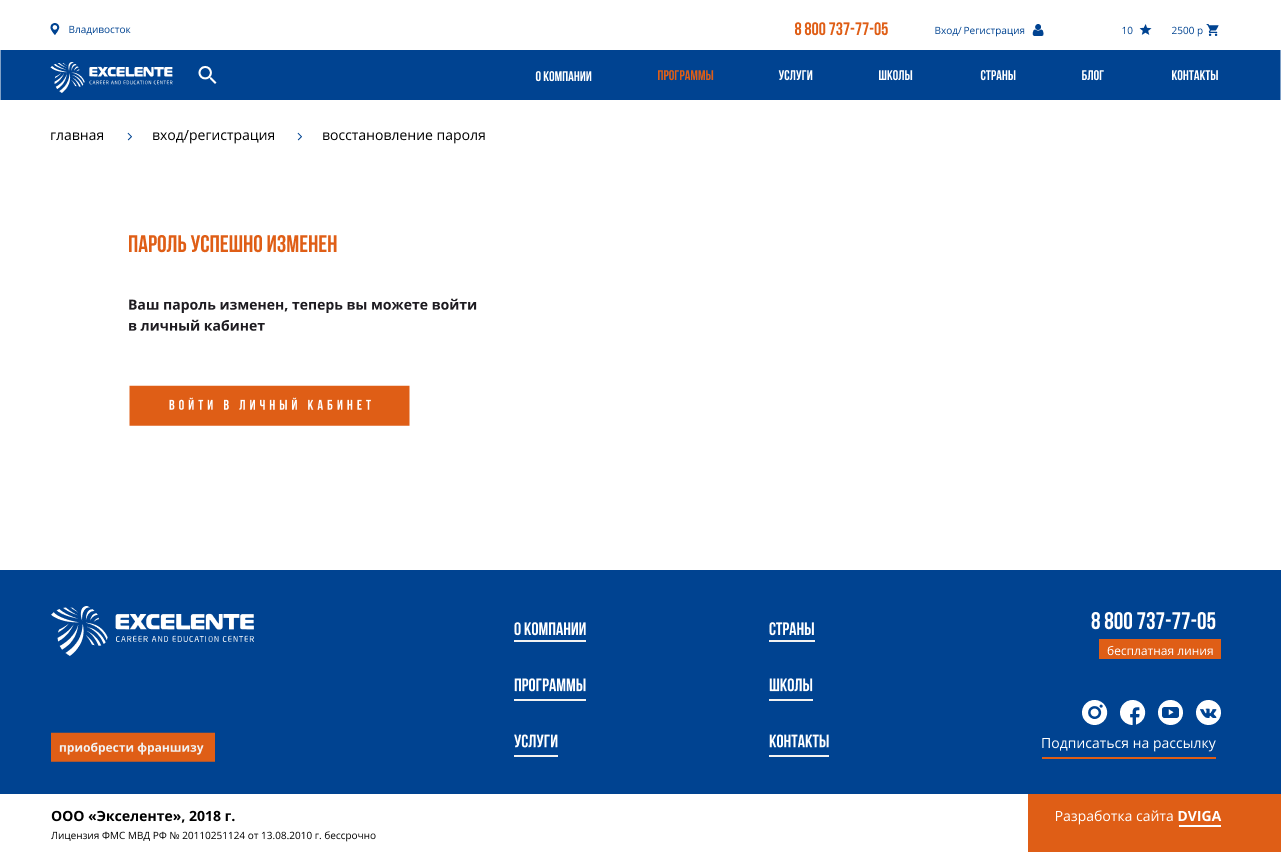 Владивосток
8 800 737-77-05
Вход/ Регистрация
10
2500 р
EXCELENTE
CAREER AND EDUCATION CENTER
О КОМПАНИИ
ПРОГРАММЫ
УСЛУГИ
ШКОЛЫ
СТРАНЫ
БЛОГ
КОНТАКТЫ
главная > вход/регистрация > восстановление пароля
ПАРОЛЬ УСПЕШНО ИЗМЕНЕН
Ваш пароль изменен, теперь вы можете войти
в личный кабинет
ВОЙТИ В ЛИЧНЫЙ КАБИНЕТ
EXCELENTE
CAREER AND EDUCATION CENTER
приобрести франшизу
О КОМПАНИИ
ПРОГРАММЫ
УСЛУГИ
СТРАНЫ
ШКОЛЫ
КОНТАКТЫ
8 800 737-77-05
бесплатная линия
Подписаться на рассылку
ООО «Экселенте», 2018 г.
Лицензия ФМС МВД РФ № 20110251124 от 13.08.2010 г. бессрочно
Разработка сайта DVIGA